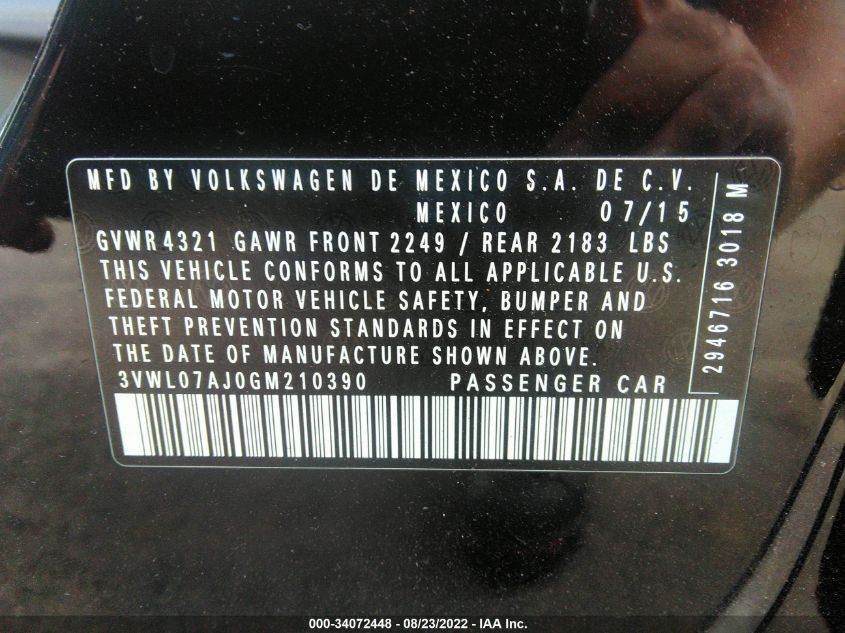 MFD BY VOLKSWAGEN DE MEXICO S.A. DE C.V.
MEXICO 07/15
GVWR 4321 GAWR FRONT 2249 / REAR 2183 LBS
THIS VEHICLE CONFORMS TO ALL APPLICABLE U.S.
FEDERAL MOTOR VEHICLE SAFETY, BUMPER AND
THEFT PREVENTION STANDARDS IN EFFECT ON
THE DATE OF MANUFACTURE SHOWN ABOVE.
3VWL07AJ0GM210390 PASSENGER CAR
2946716 3018 M
000-34072448 - 08/23/2022 - IAA Inc.